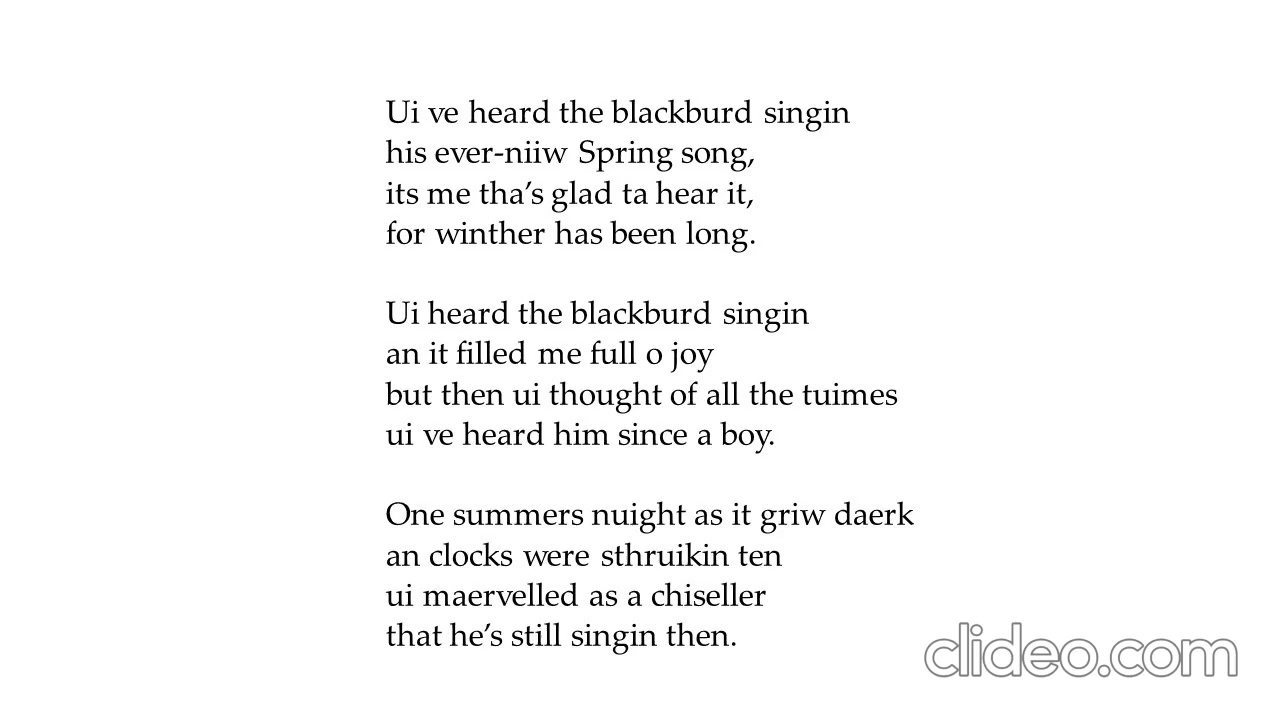 Ui ve heard the blackburd singin
his ever-niiw Spring song,
its me tha’s glad ta hear it,
for winther has been long.
Ui heard the blackburd singin
an it filled me full o joy
but then ui thought of all the tuimes
ui ve heard him since a boy.
One summers nuight as it griw daerk
an clocks were sthruikin ten
ui maervelled as a chiseller
that he’s still singin then.
clideo.com